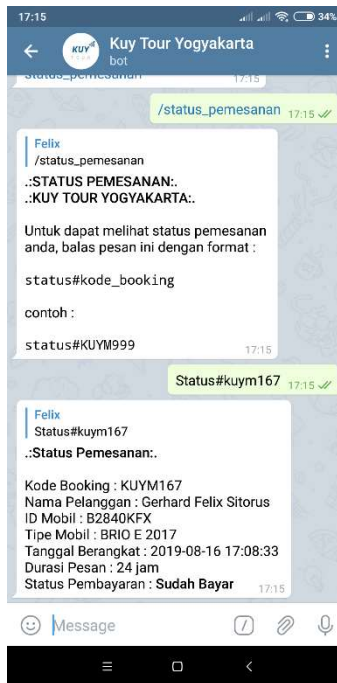 17:15
34%
KUY
TOUR
Kuy Tour Yogyakarta
bot
status_pemesanan
17:15
/status_pemesanan 17:15
Felix
/status_pemesanan
.:STATUS PEMESANAN:.
.:KUY TOUR YOGYAKARTA:.
Untuk dapat melihat status pemesanan
anda, balas pesan ini dengan format :
status#kode_booking
contoh :
status#KUYM999
17:15
Status#kuym167 17:15
Felix
Status#kuym167
.:Status Pemesanan:.
Kode Booking : KUYM167
Nama Pelanggan : Gerhard Felix Sitorus
ID Mobil : B2840KFX
Tipe Mobil : BRIO E 2017
Tanggal Berangkat : 2019-08-16 17:08:33
Durasi Pesan : 24 jam
Status Pembayaran : Sudah Bayar 17:15
Message